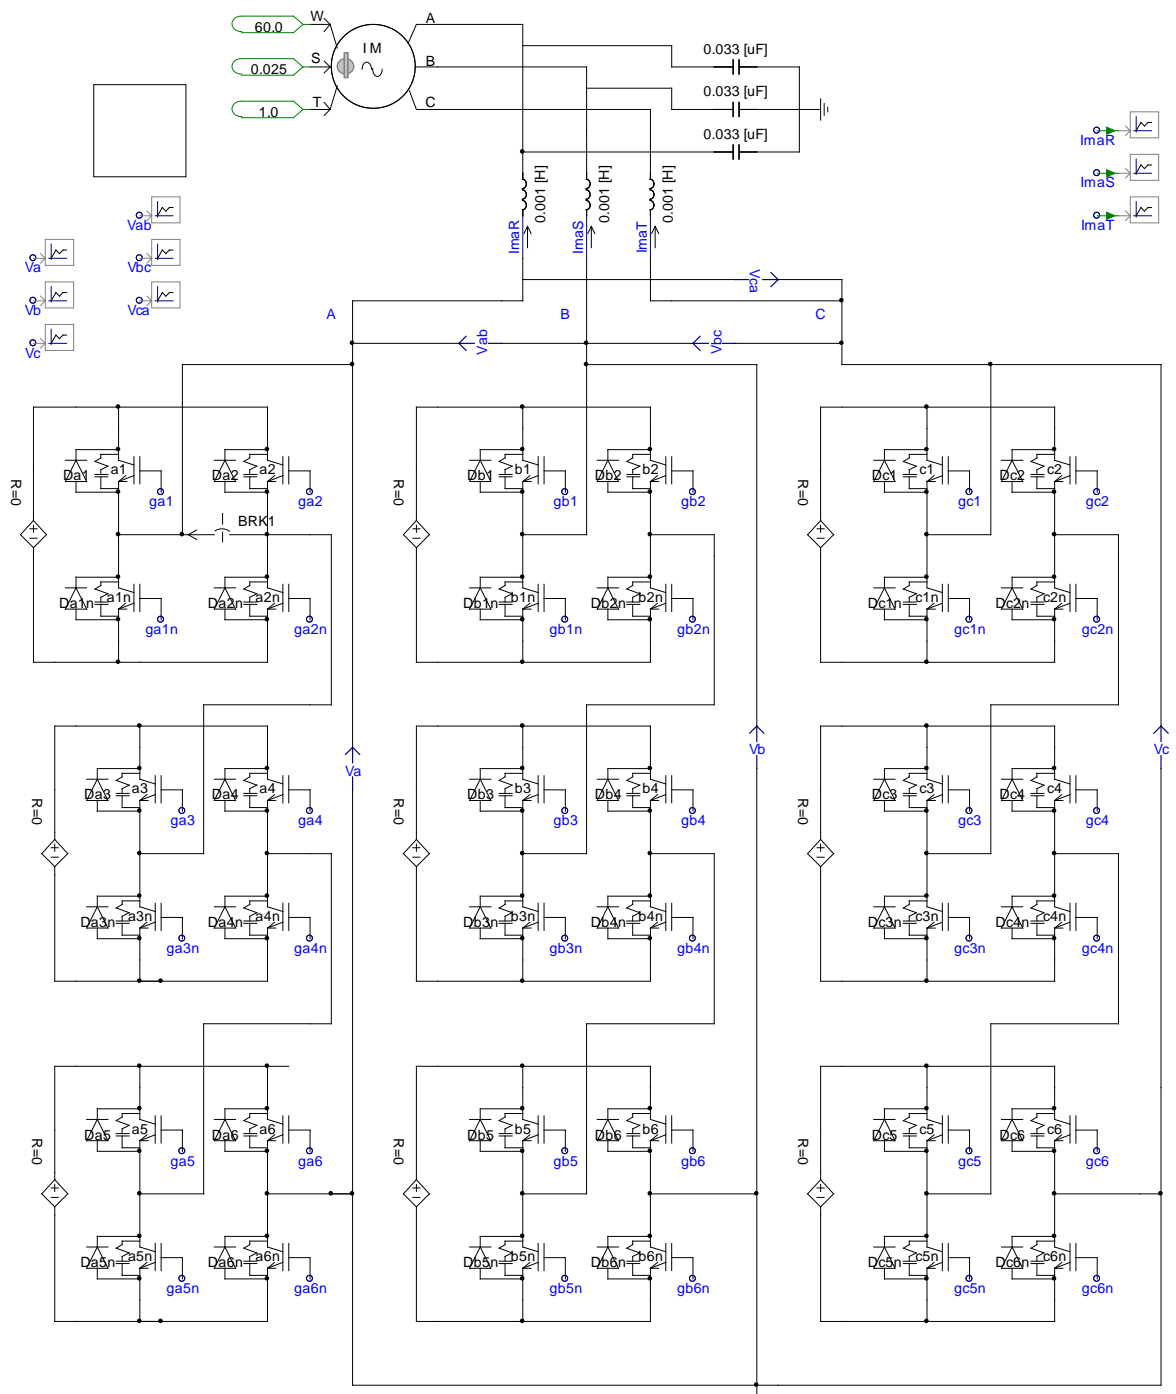 W
60.0
A
IM
S
0.025
B
T
1.0
C
0.033 [uF]
0.033 [uF]
0.033 [uF]
0.001 [H]
0.001 [H]
0.001 [H]
ImaR
ImaS
ImaT
ImaR
ImaS
ImaT
Vab
Va
Vbc
Vb
Vca
Vc
Vca
A
B
C
Vab
Vbc
R=0
Da1
a1
ga1
Da2
a2
ga2
BRK1
Da1n
a1n
ga1n
Da2n
a2n
ga2n
R=0
Db1
b1
gb1
Db2
b2
gb2
Db1n
b1n
gb1n
Db2n
b2n
gb2n
R=0
Dc1
c1
gc1
Dc2
c2
gc2
Dc1n
c1n
gc1n
Dc2n
c2n
gc2n
Va
Vb
Vc
R=0
Da3
a3
ga3
Da4
a4
ga4
Da3n
a3n
ga3n
Da4n
a4n
ga4n
R=0
Db3
b3
gb3
Db4
b4
gb4
Db3n
b3n
gb3n
Db4n
b4n
gb4n
R=0
Dc3
c3
gc3
Dc4
c4
gc4
Dc3n
c3n
gc3n
Dc4n
c4n
gc4n
R=0
Da5
a5
ga5
Da6
a6
ga6
Da5n
a5n
ga5n
Da6n
a6n
ga6n
R=0
Db5
b5
gb5
Db6
b6
gb6
Db5n
b5n
gb5n
Db6n
b6n
gb6n
R=0
Dc5
c5
gc5
Dc6
c6
gc6
Dc5n
c5n
gc5n
Dc6n
c6n
gc6n